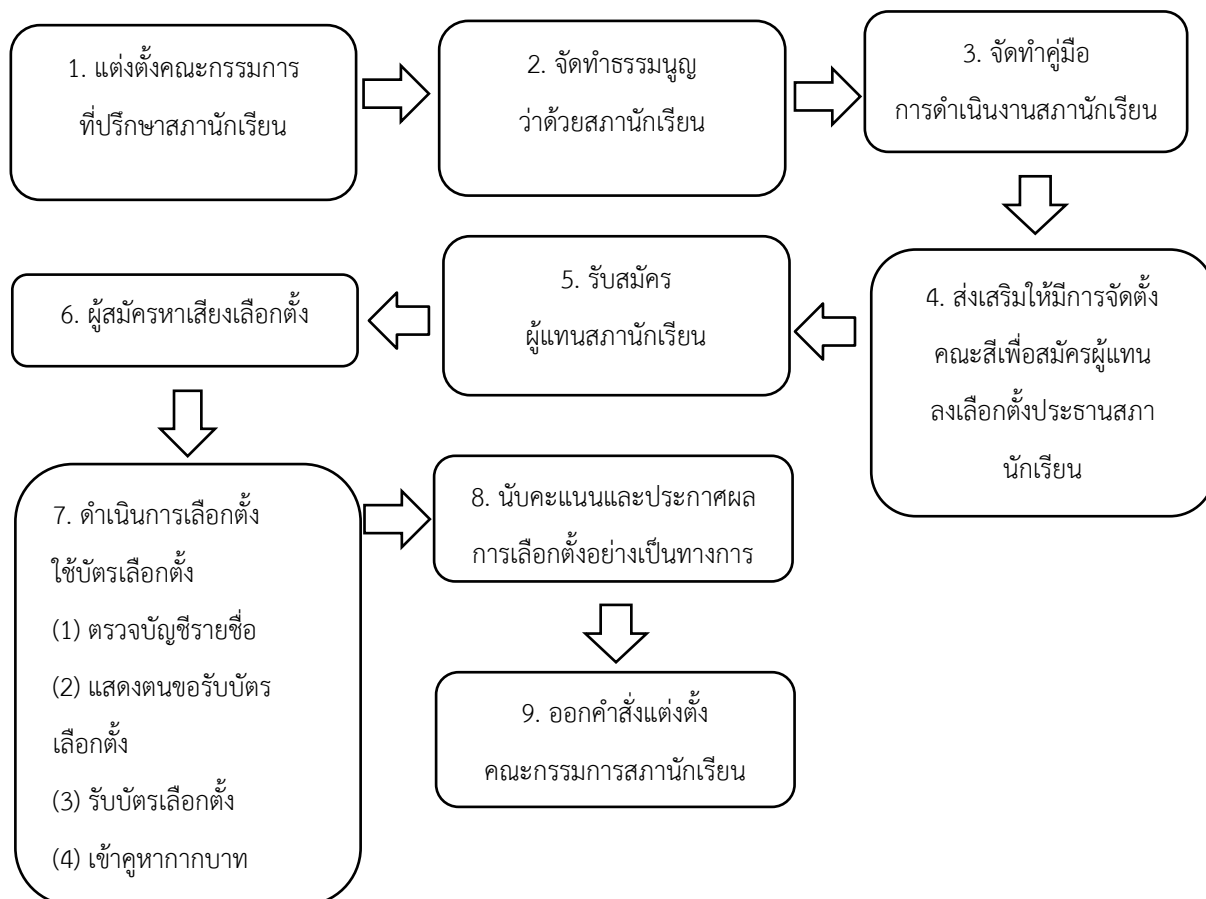 1. แต่งตั้งคณะกรรมการ
ที่ปรึกษาสภานักเรียน
2. จัดทำธรรมนูญ
ว่าด้วยสภานักเรียน
3. จัดทำคู่มือ
การดำเนินงานสภานักเรียน
4. ส่งเสริมให้มีการจัดตั้ง
คณะสีเพื่อสมัครผู้แทน
ลงเลือกตั้งประธานสภา
นักเรียน
5. รับสมัคร
ผู้แทนสภานักเรียน
6. ผู้สมัครหาเสียงเลือกตั้ง
7. ดำเนินการเลือกตั้ง
ใช้บัตรเลือกตั้ง
(1) ตรวจบัญชีรายชื่อ
(2) แสดงตนขอรับบัตร
เลือกตั้ง
(3) รับบัตรเลือกตั้ง
(4) เข้าคูหากากบาท
8. นับคะแนนและประกาศผล
การเลือกตั้งอย่างเป็นทางการ
9. ออกคำสั่งแต่งตั้ง
คณะกรรมการสภานักเรียน